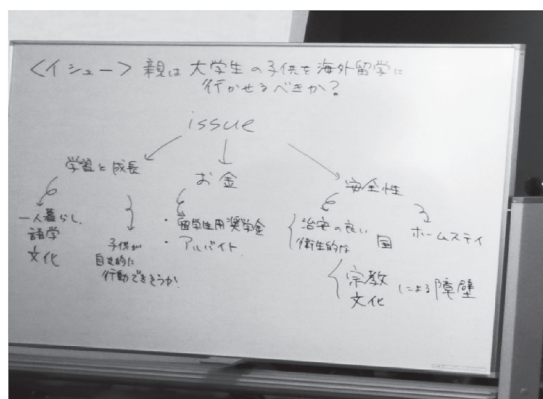 ＜イシュー＞ 親は大学生の子供を海外留学に
行かせるべきか？
issue
学習と成長
お金
安全性
一人暮らし、
語学
文化
子供が
自主的に
行動できそうか
・留学生用奨学金
・アルバイト
治安の良い
衛生的な
国
ホームステイ
宗教
文化
による障壁